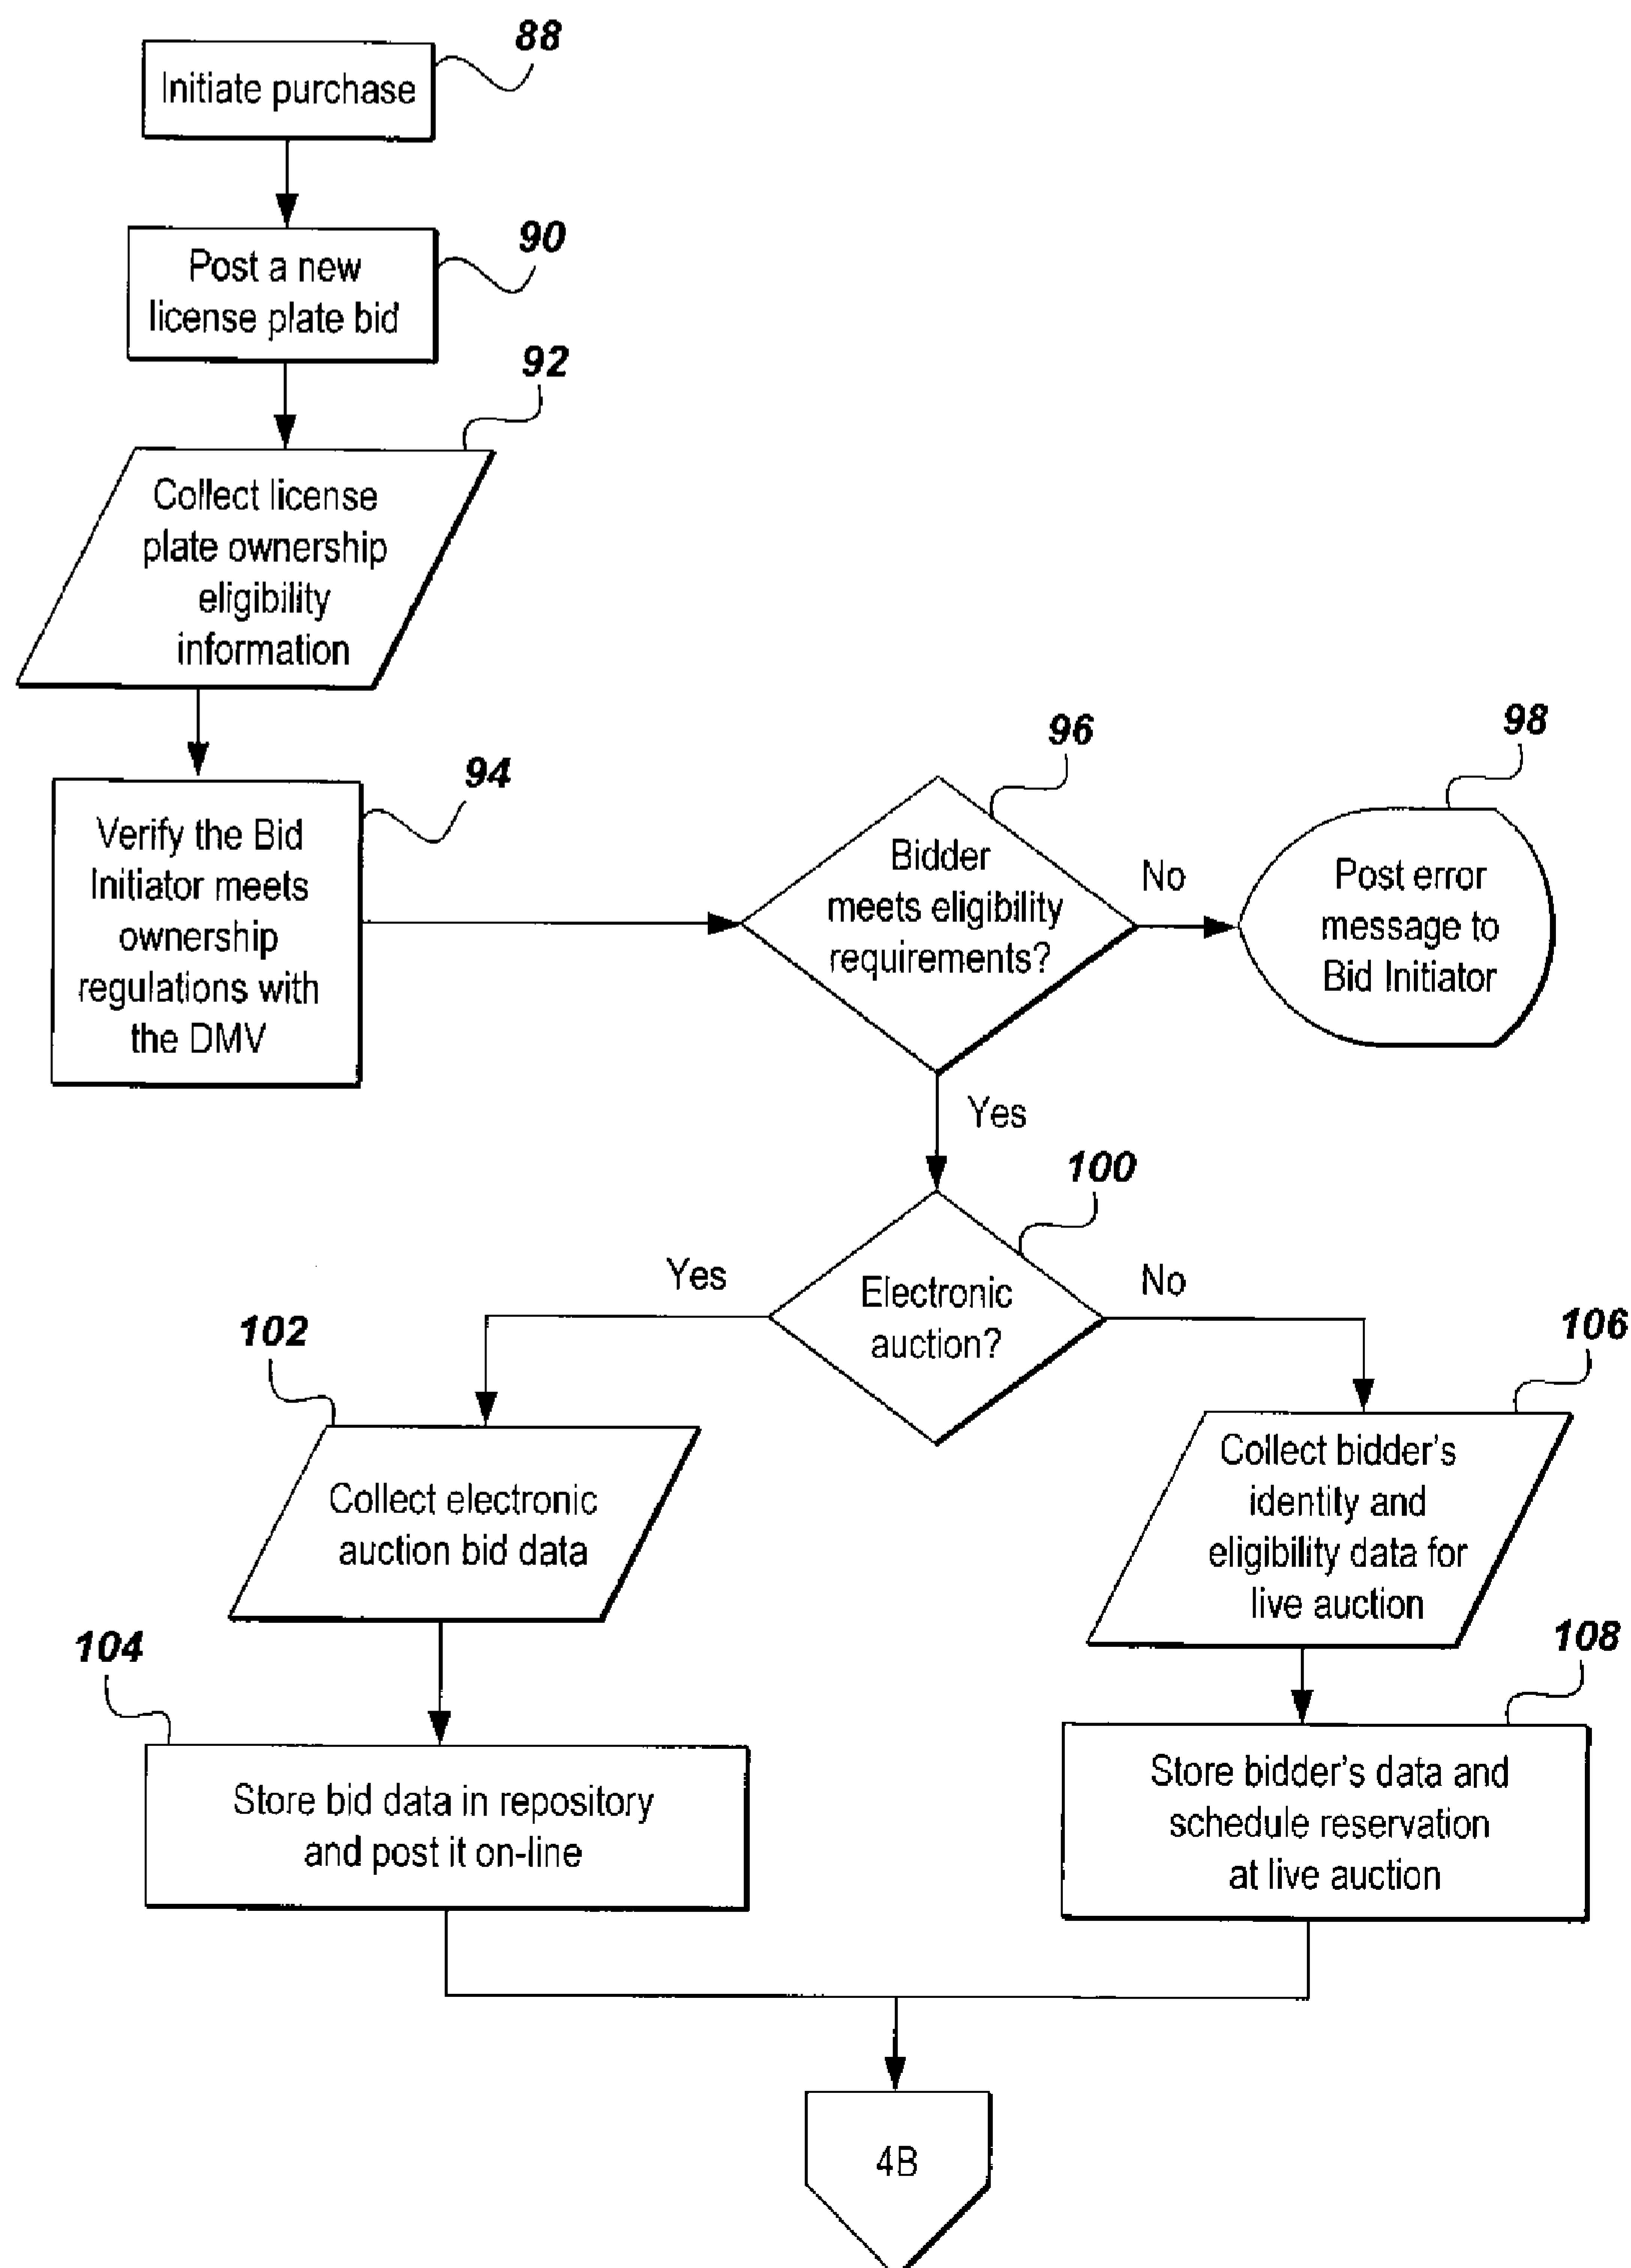 88
Initiate purchase
90
Post a new
license plate bid
92
Collect license
plate ownership
eligibility
information
94
Verify the Bid
Initiator meets
ownership
regulations with
the DMV
96
Bidder
meets eligibility
requirements?
No
98
Post error
message to
Bid Initiator
Yes
100
Electronic
auction?
Yes
No
102
Collect electronic
auction bid data
106
Collect bidder's
identity and
eligibility data for
live auction
104
Store bid data in repository
and post it on-line
108
Store bidder's data and
schedule reservation
at live auction
4B